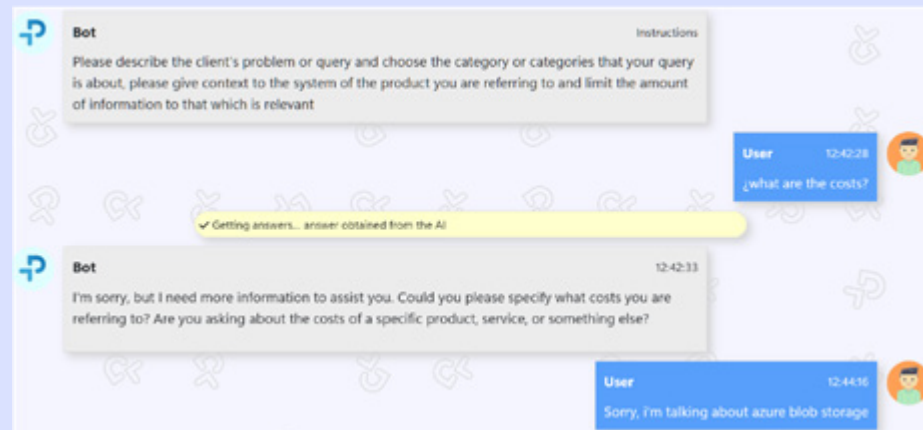 Bot
Instructions
Please describe the client's problem or query and choose the category or categories that your query
is about, please give context to the system of the product you are referring to and limit the amount
of information to that which is relevant
User 12:42:28
¿what are the costs?
✓ Getting answers... answer obtained from the AI
Bot 12:42:33
I'm sorry, but I need more information to assist you. Could you please specify what costs you are
referring to? Are you asking about the costs of a specific product, service, or something else?
User 12:44:16
Sorry, i'm talking about azure blob storage